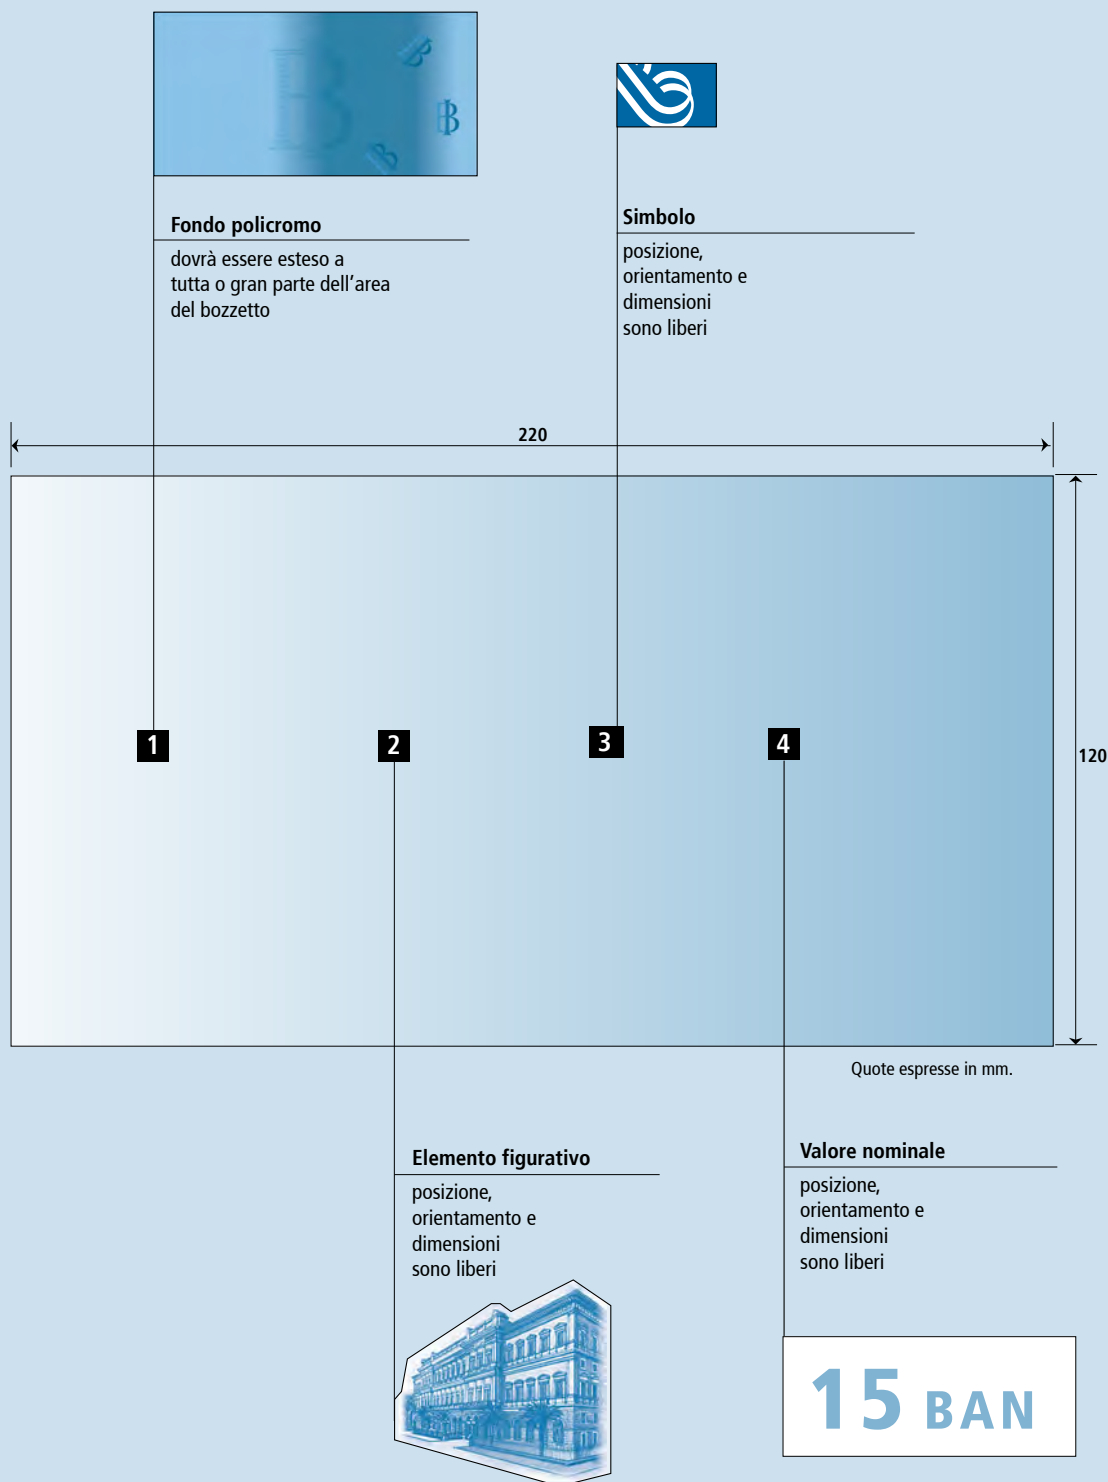 Fondo policromo
dovrà essere esteso a
tutta o gran parte dell'area
del bozzetto
Simbolo
posizione,
orientamento e
dimensioni
sono liberi
220
1
2
3
4
120
Quote espresse in mm.
Elemento figurativo
posizione,
orientamento e
dimensioni
sono liberi
Valore nominale
posizione,
orientamento e
dimensioni
sono liberi
15 BAN